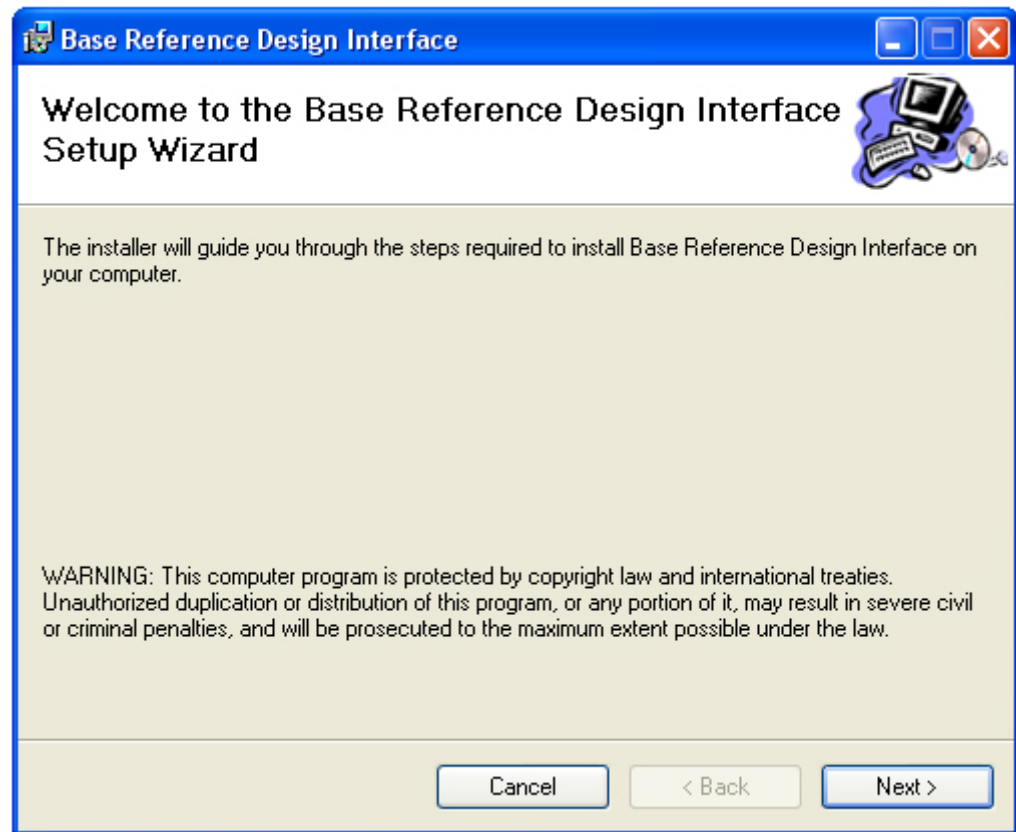 Base Reference Design Interface
Welcome to the Base Reference Design Interface
Setup Wizard
The installer will guide you through the steps required to install Base Reference Design Interface on
your computer.
WARNING: This computer program is protected by copyright law and international treaties.
Unauthorized duplication or distribution of this program, or any portion of it, may result in severe civil
or criminal penalties, and will be prosecuted to the maximum extent possible under the law.
Cancel
< Back
Next >